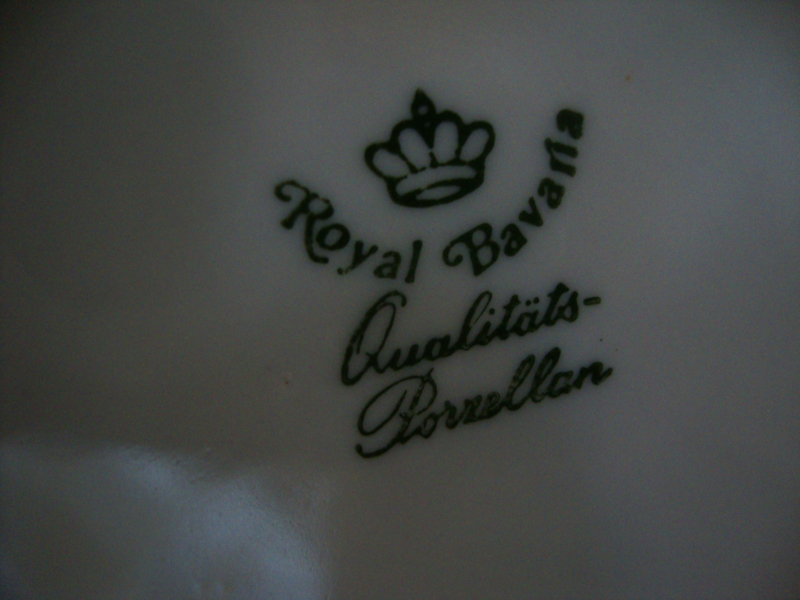 Royal Bavaria
Qualitäts-
Porzellan